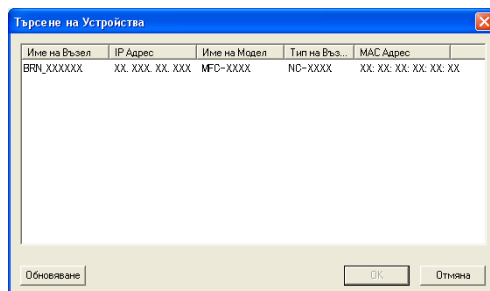 Търсене на Устройства
Име на Възел IP Адрес Име на Модел Тип на Въз... MAC Адрес
BRN_XXXXXX XX. XXX. XX. XXX MFC-XXXX NC-XXXX XX: XX: XX: XX: XX: XX
Обновяване OK Отмяна